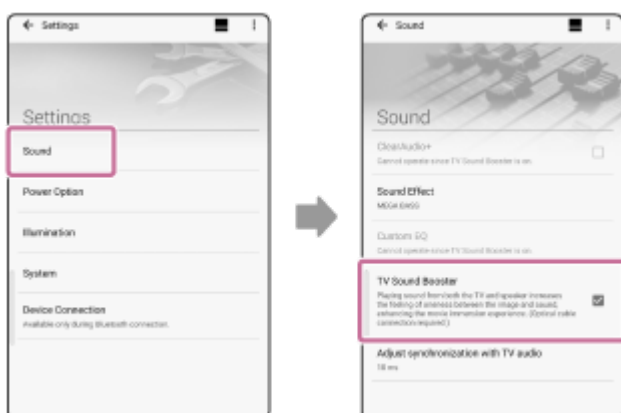 Settings
Settings
Sound
Power Option
Illumination
System
Device Connection
Available only during Bluetooth connection.
Sound
Sound
ClearAudio+
Cannot operate since TV Sound Booster is on.
Sound Effect
MEGA BASS
Custom EQ
Cannot operate since TV Sound Booster is on.
TV Sound Booster
Playing sound from both the TV and speaker increases
the feeling of oneness between the image and sound,
enhancing the movie immersion experience. (Optical cable
connection required.)
Adjust synchronization with TV audio
10 ms